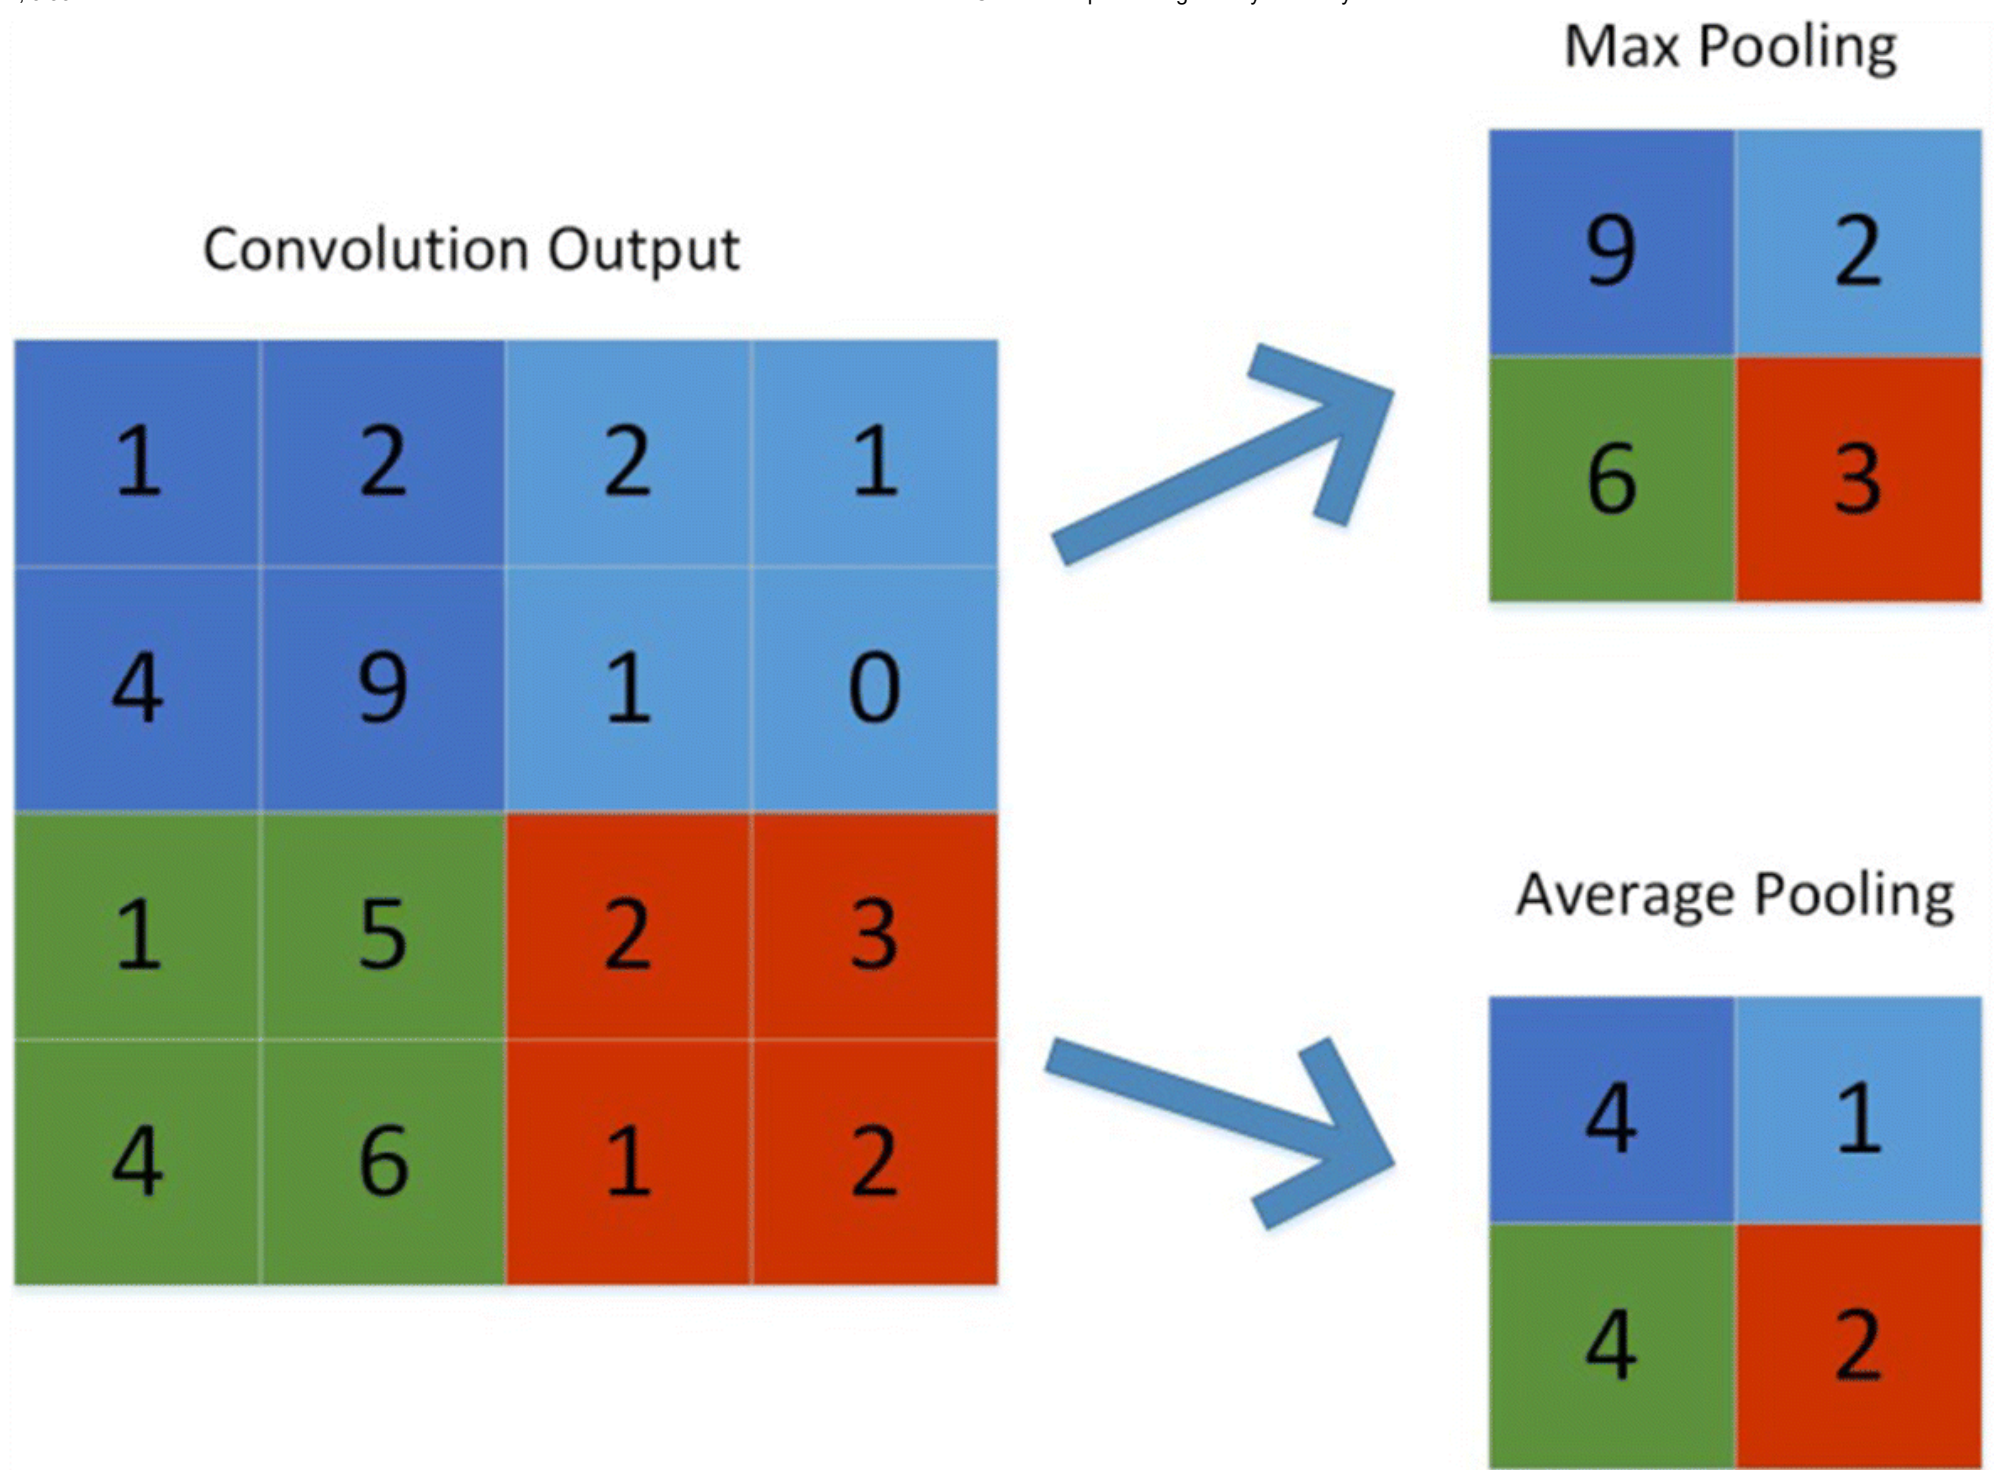 Max Pooling
9 2
6 3
Convolution Output
1 2 2 1
4 9 1 0
1 5 2 3
4 6 1 2
Average Pooling
4 1
4 2